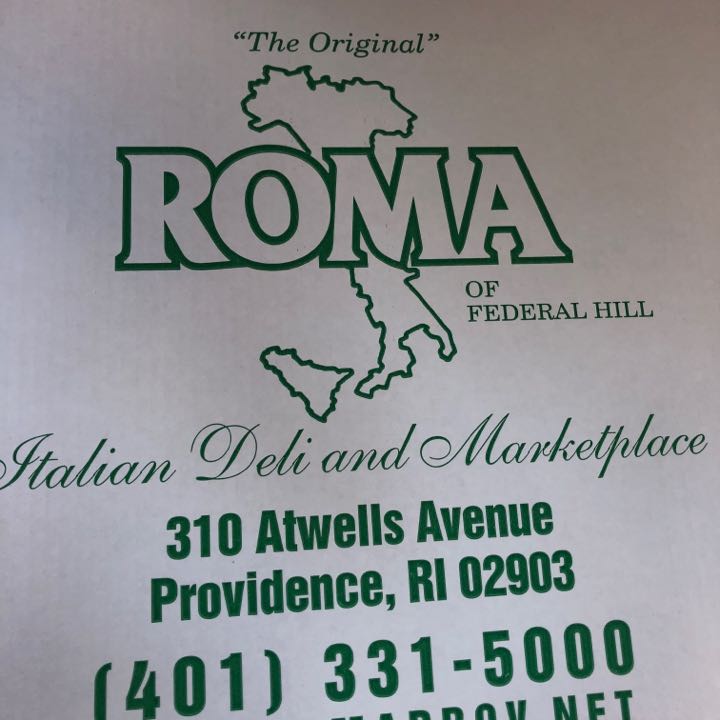 "The Original"
ROMA
OF
FEDERAL HILL
Italian Deli and Marketplace
310 Atwells Avenue
Providence, RI 02903
(401) 331-5000